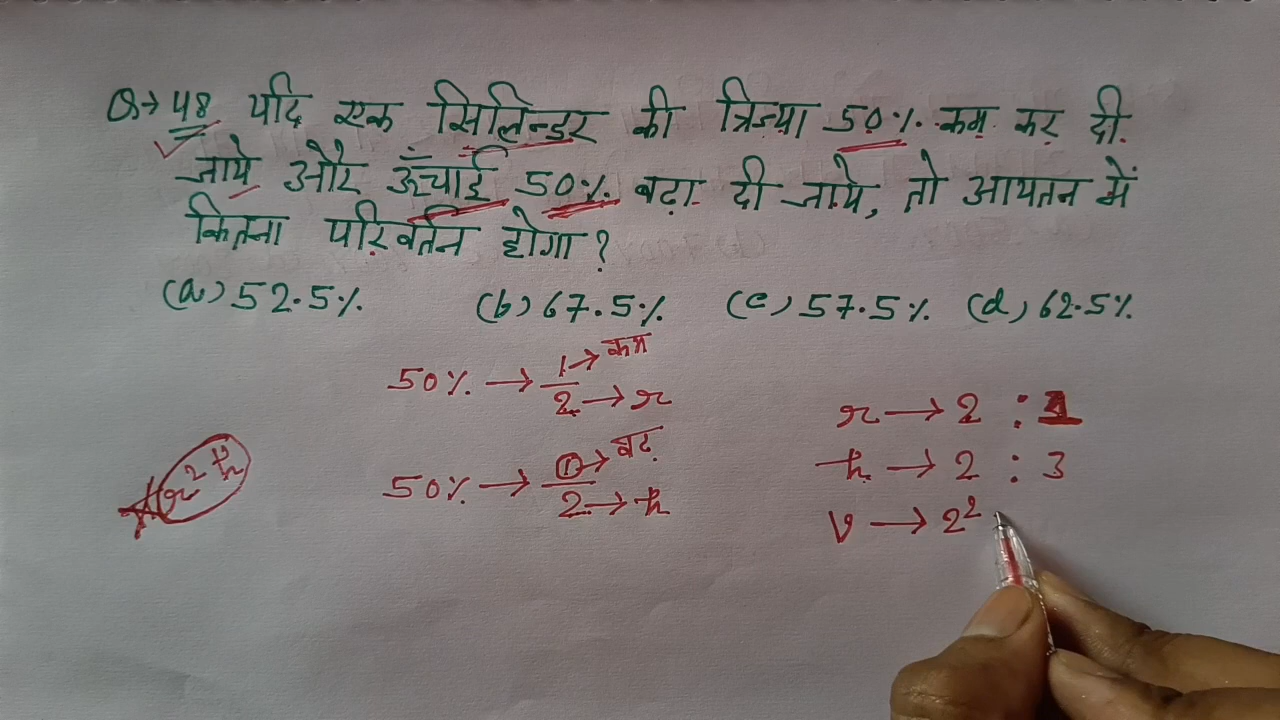 Q→ 48 यदि एक सिलिन्डर की त्रिज्या 50% कम कर दी
जाये और ऊँचाई 50% बढ़ा दी जाये, तो आयतन में
कितना परिवर्तन होगा?
(a) 52.5% (b) 67.5% (c) 57.5% (d) 62.5%
50% → 1/2 → कम → r
50% → 1/2 → बढ़ → h
πr²h
r → 2 : 1
h → 2 : 3
V → 2²